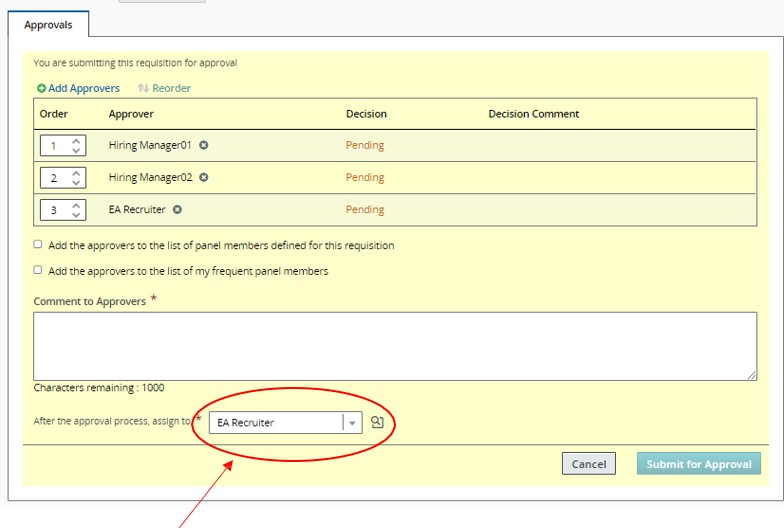 Approvals
You are submitting this requisition for approval
Add Approvers Reorder
Order Approver Decision Decision Comment
1 Hiring Manager01 Pending
2 Hiring Manager02 Pending
3 EA Recruiter Pending
Add the approvers to the list of panel members defined for this requisition
Add the approvers to the list of my frequent panel members
Comment to Approvers *
Characters remaining : 1000
After the approval process, assign to * EA Recruiter
Cancel Submit for Approval